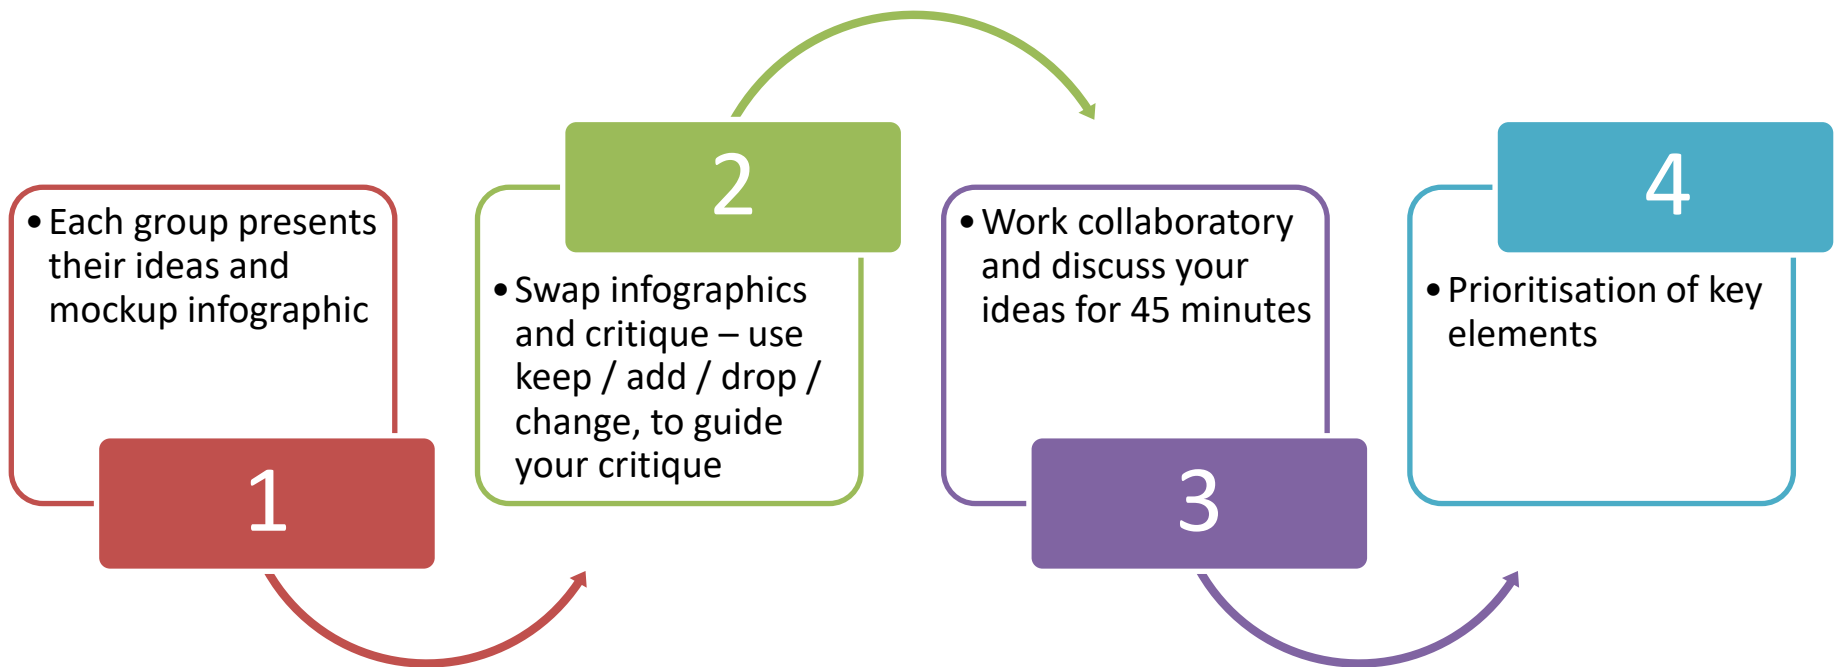 • Each group presents
their ideas and
mockup infographic
1
2
• Swap infographics
and critique – use
keep / add / drop /
change, to guide
your critique
• Work collaboratory
and discuss your
ideas for 45 minutes
3
4
• Prioritisation of key
elements